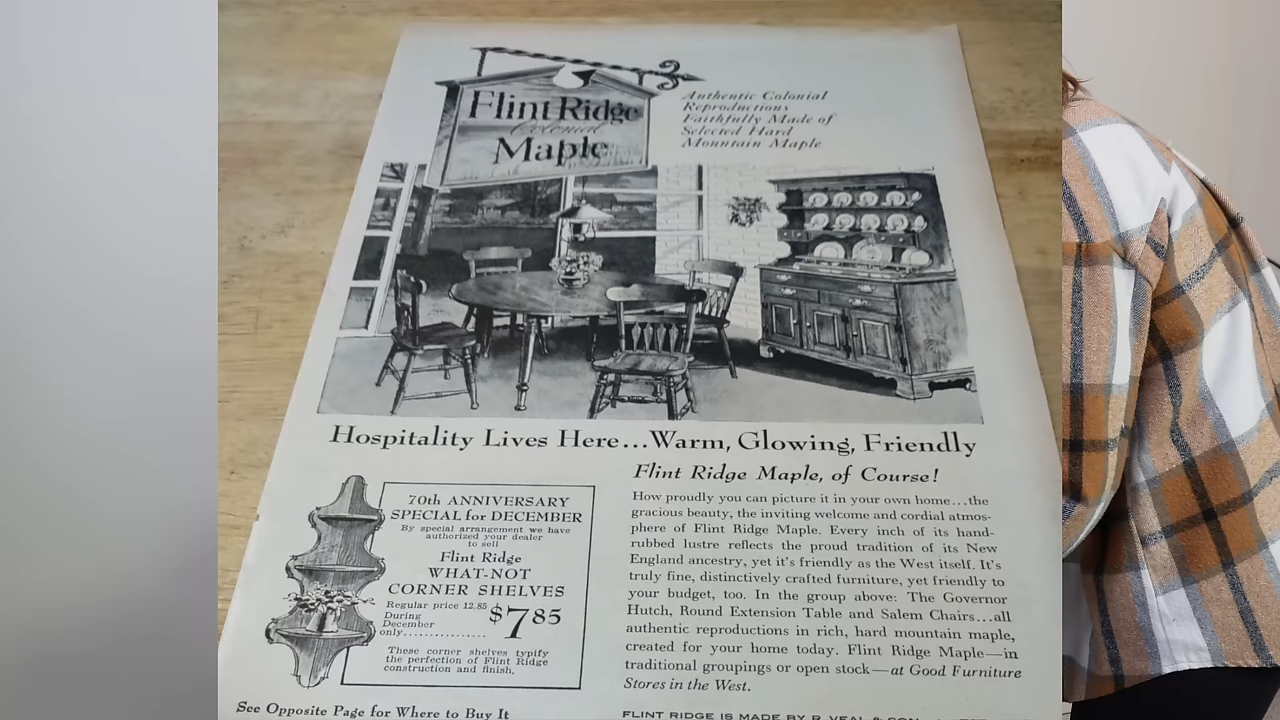 Flint Ridge
Colonial
Maple
Authentic Colonial
Reproductions
Faithfully Made of
Selected Hard
Mountain Maple
Hospitality Lives Here...Warm, Glowing, Friendly
70th ANNIVERSARY
SPECIAL for DECEMBER
By special arrangement we have
authorized your dealer
to sell
Flint Ridge
WHAT-NOT
CORNER SHELVES
Regular price 12.85
During
December
only................ $7 85
These corner shelves typify
the perfection of Flint Ridge
construction and finish.
See Opposite Page for Where to Buy It
Flint Ridge Maple, of Course!
How proudly you can picture it in your own home...the
gracious beauty, the inviting welcome and cordial atmos-
phere of Flint Ridge Maple. Every inch of its hand-
rubbed lustre reflects the proud tradition of its New
England ancestry, yet it's friendly as the West itself. It's
truly fine, distinctively crafted furniture, yet friendly to
your budget, too. In the group above: The Governor
Hutch, Round Extension Table and Salem Chairs...all
authentic reproductions in rich, hard mountain maple,
created for your home today. Flint Ridge Maple—in
traditional groupings or open stock—at Good Furniture
Stores in the West.
FLINT RIDGE IS MADE BY R. VEAL & SON